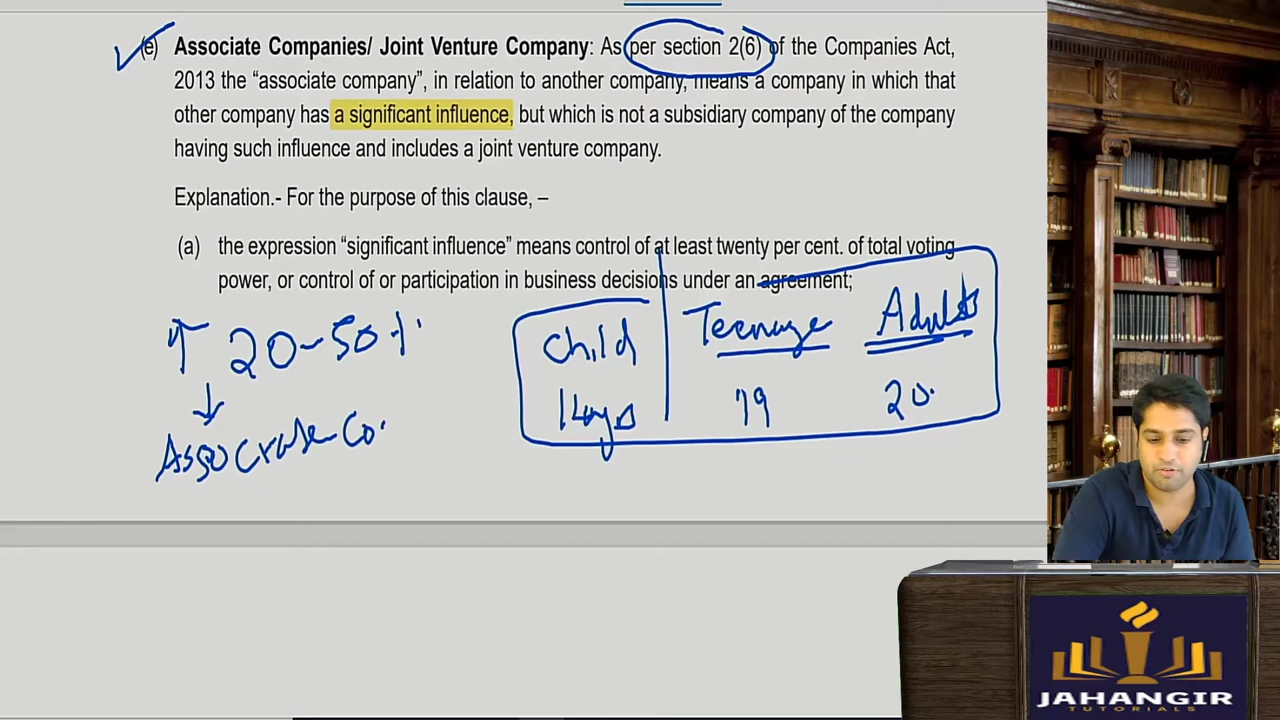 (e) Associate Companies/ Joint Venture Company: As per section 2(6) of the Companies Act,
2013 the “associate company”, in relation to another company, means a company in which that
other company has a significant influence, but which is not a subsidiary company of the company
having such influence and includes a joint venture company.
Explanation.- For the purpose of this clause, –
(a) the expression “significant influence” means control of at least twenty per cent. of total voting
power, or control of or participation in business decisions under an agreement;
↑ 20-50%
Associate Co.
Child Teenage Adults
19 20
JAHANGIR
TUTORIALS